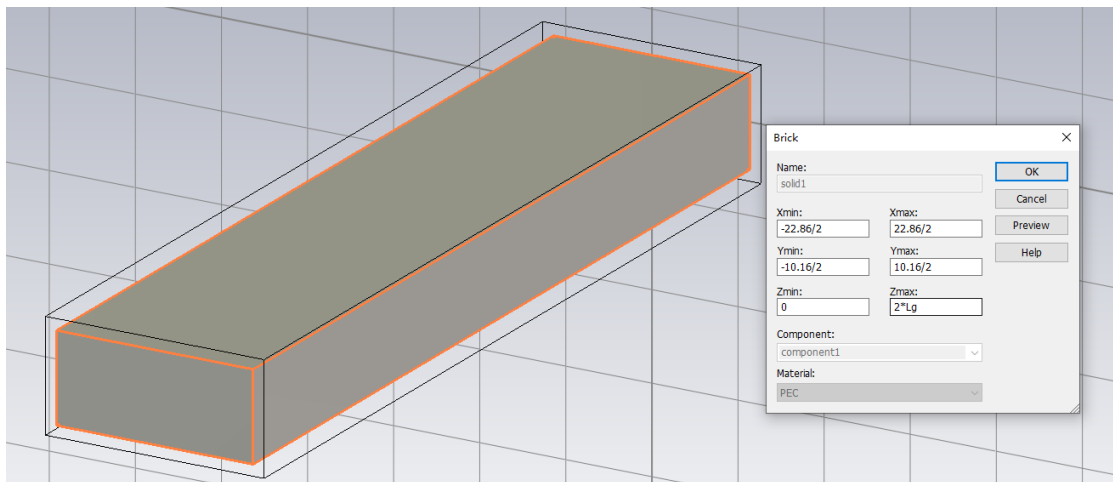 Brick
Name:
solid1
OK
Cancel
Xmin:
Xmax:
Preview
-22.86/2
22.86/2
Ymin:
Ymax:
Help
-10.16/2
10.16/2
Zmin:
Zmax:
0
2*Lg
Component:
component1
Material:
PEC